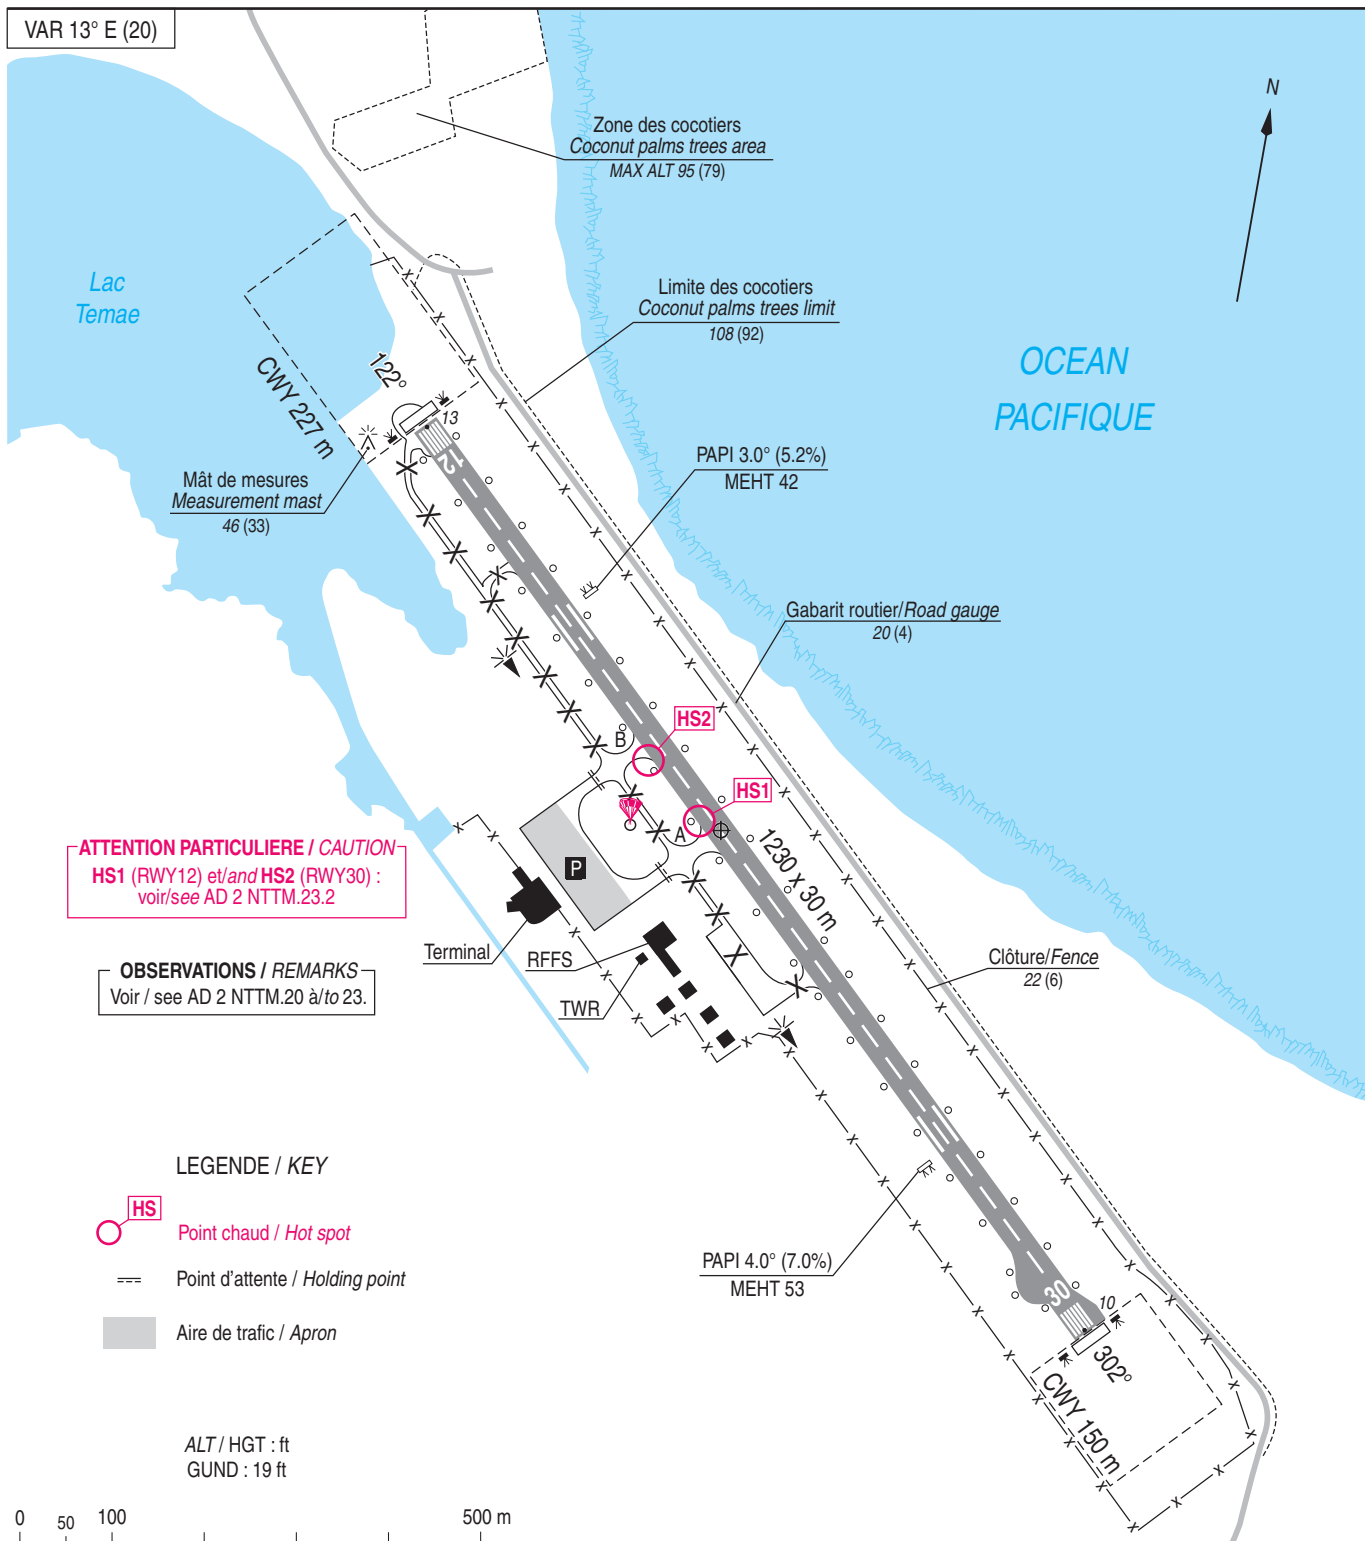 VAR 13° E (20)
N
Zone des cocotiers
Coconut palms trees area
MAX ALT 95 (79)
Lac
Temae
Limite des cocotiers
Coconut palms trees limit
108 (92)
OCEAN
PACIFIQUE
CWY 227 m
122°
13
12
PAPI 3.0° (5.2%)
MEHT 42
Mât de mesures
Measurement mast
46 (33)
Gabarit routier/Road gauge
20 (4)
HS2
B
HS1
A
1230 x 30 m
ATTENTION PARTICULIERE / CAUTION
HS1 (RWY12) et/and HS2 (RWY30) :
voir/see AD 2 NTTM.23.2
P
Terminal
RFFS
TWR
Clôture/Fence
22 (6)
OBSERVATIONS / REMARKS
Voir / see AD 2 NTTM.20 à/to 23.
LEGENDE / KEY
HS
Point chaud / Hot spot
Point d'attente / Holding point
Aire de trafic / Apron
PAPI 4.0° (7.0%)
MEHT 53
30
10
302°
CWY 150 m
ALT / HGT : ft
GUND : 19 ft
0 50 100 500 m